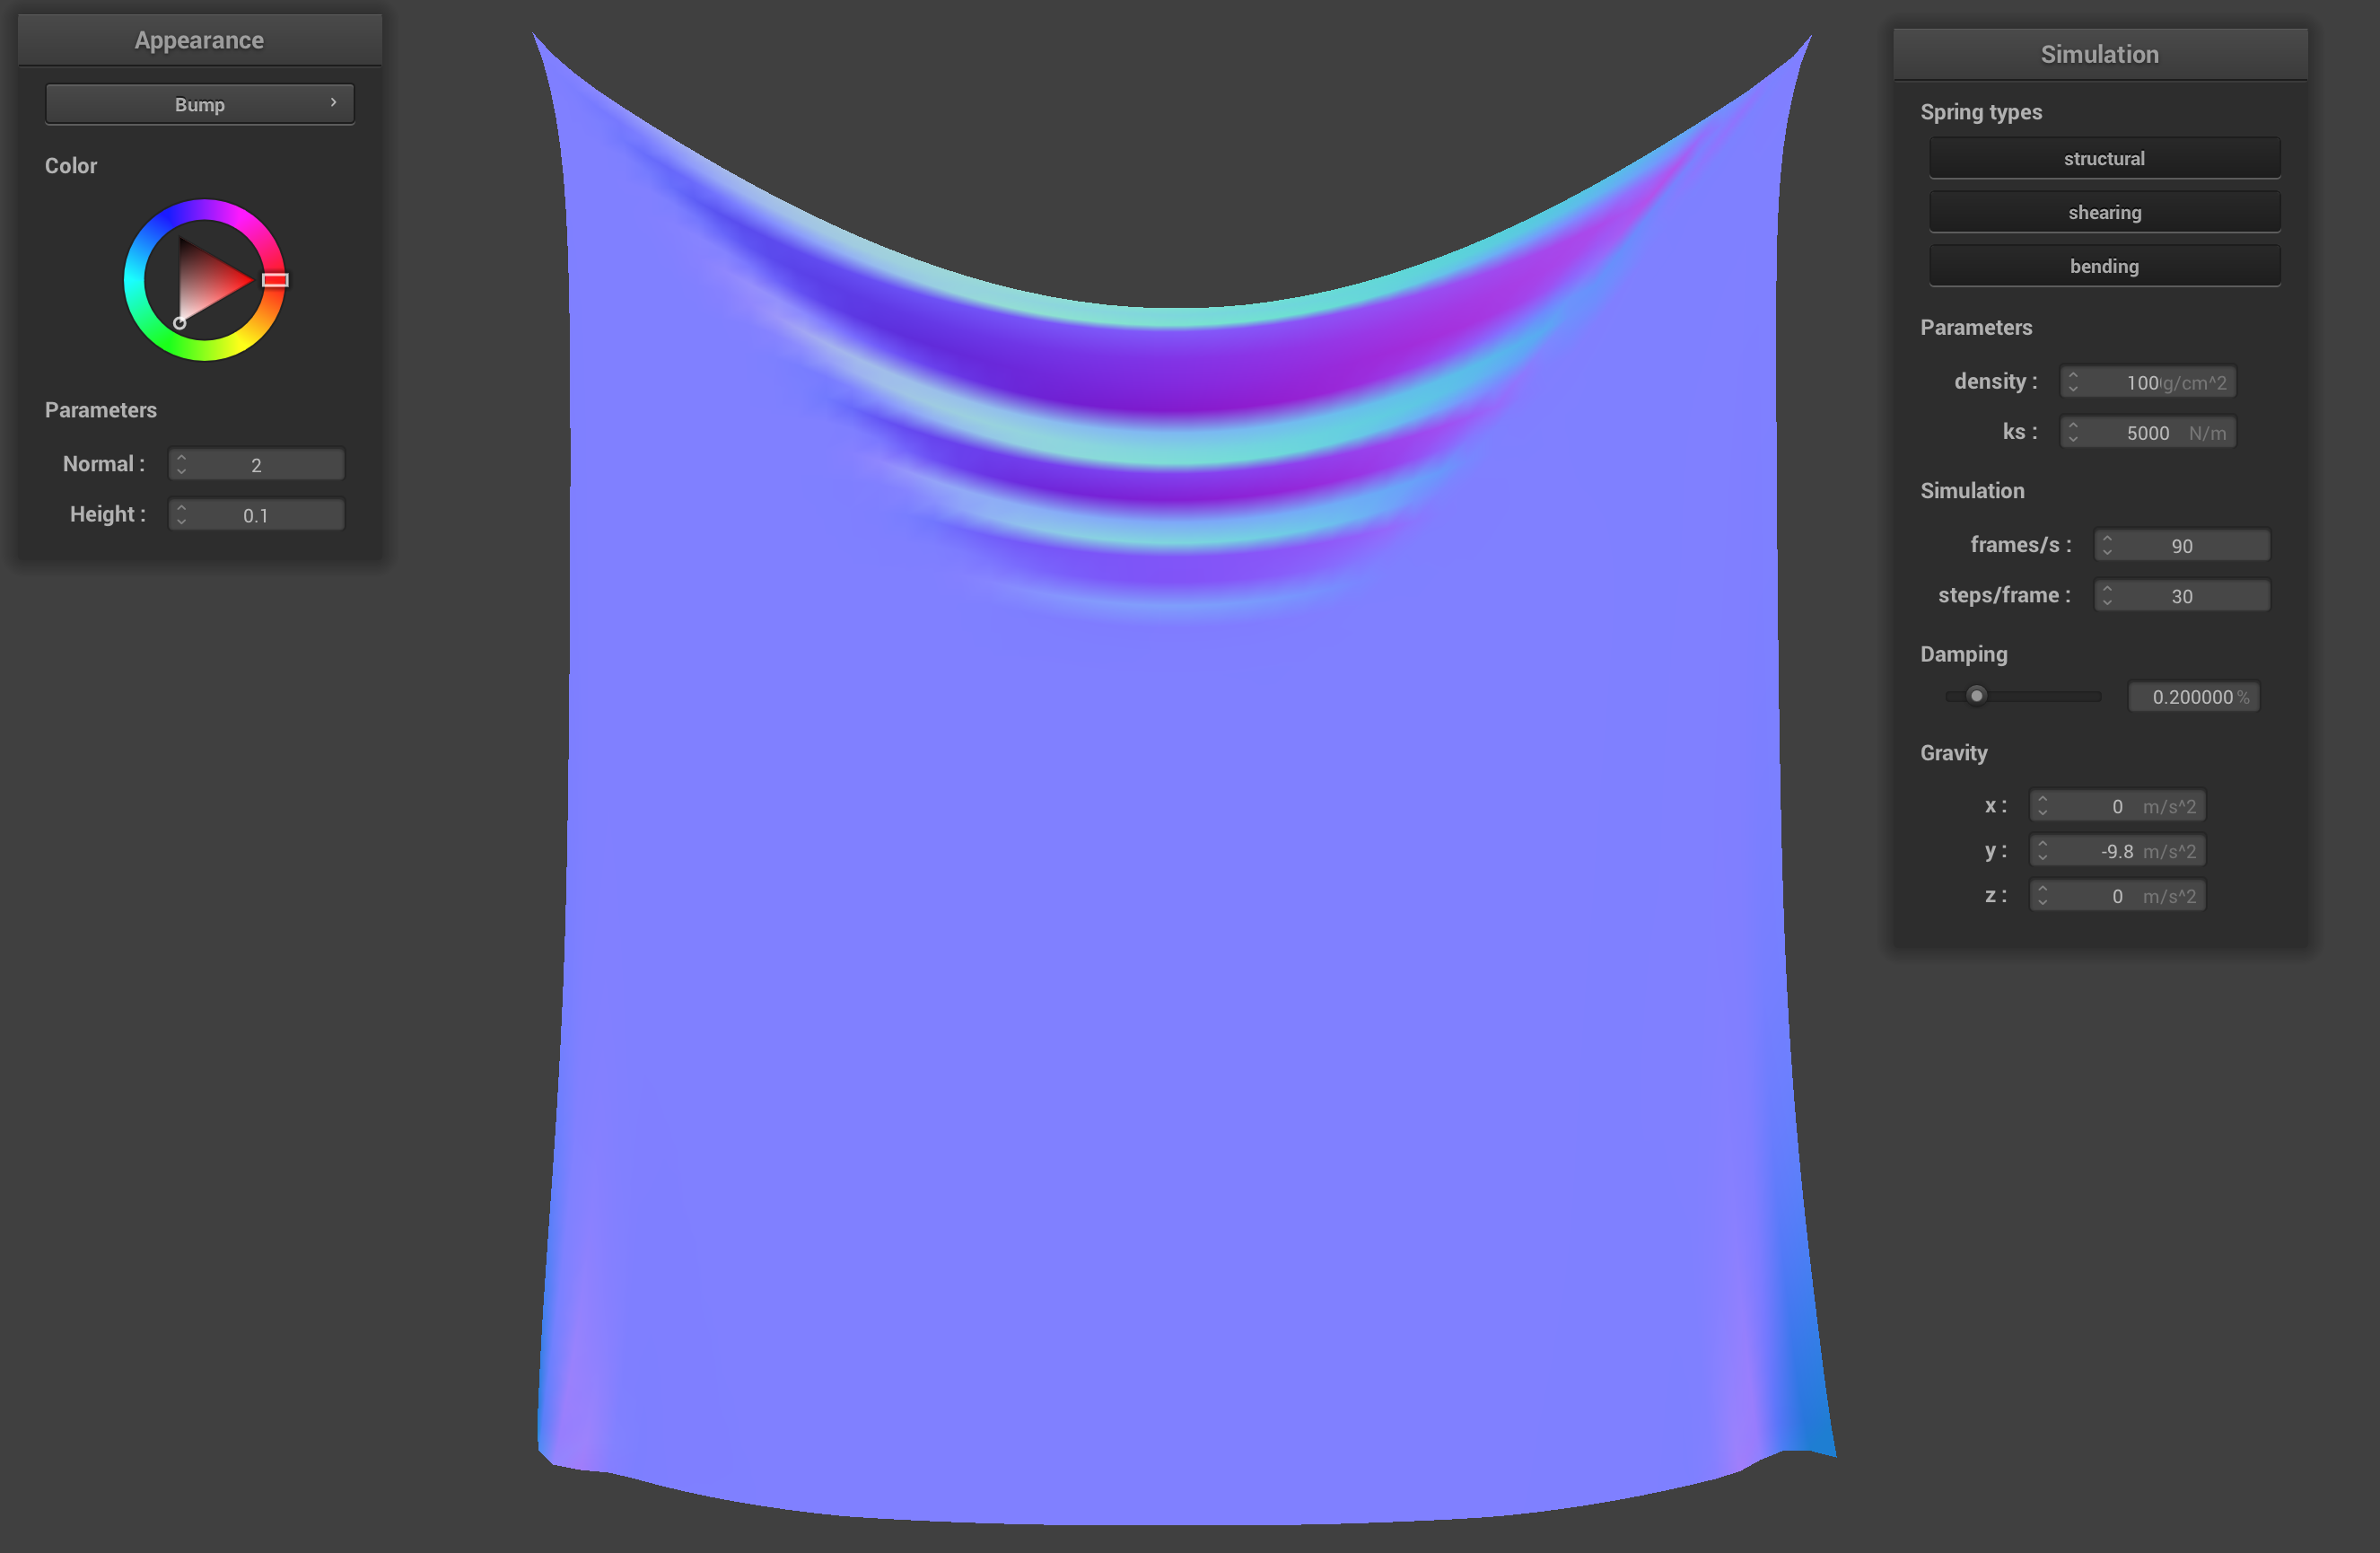 Appearance
Bump
Color
Parameters
Normal : 2
Height : 0.1
Simulation
Spring types
structural
shearing
bending
Parameters
density : 100 g/cm^2
ks : 5000 N/m
Simulation
frames/s : 90
steps/frame : 30
Damping
0.200000 %
Gravity
x : 0 m/s^2
y : -9.8 m/s^2
z : 0 m/s^2